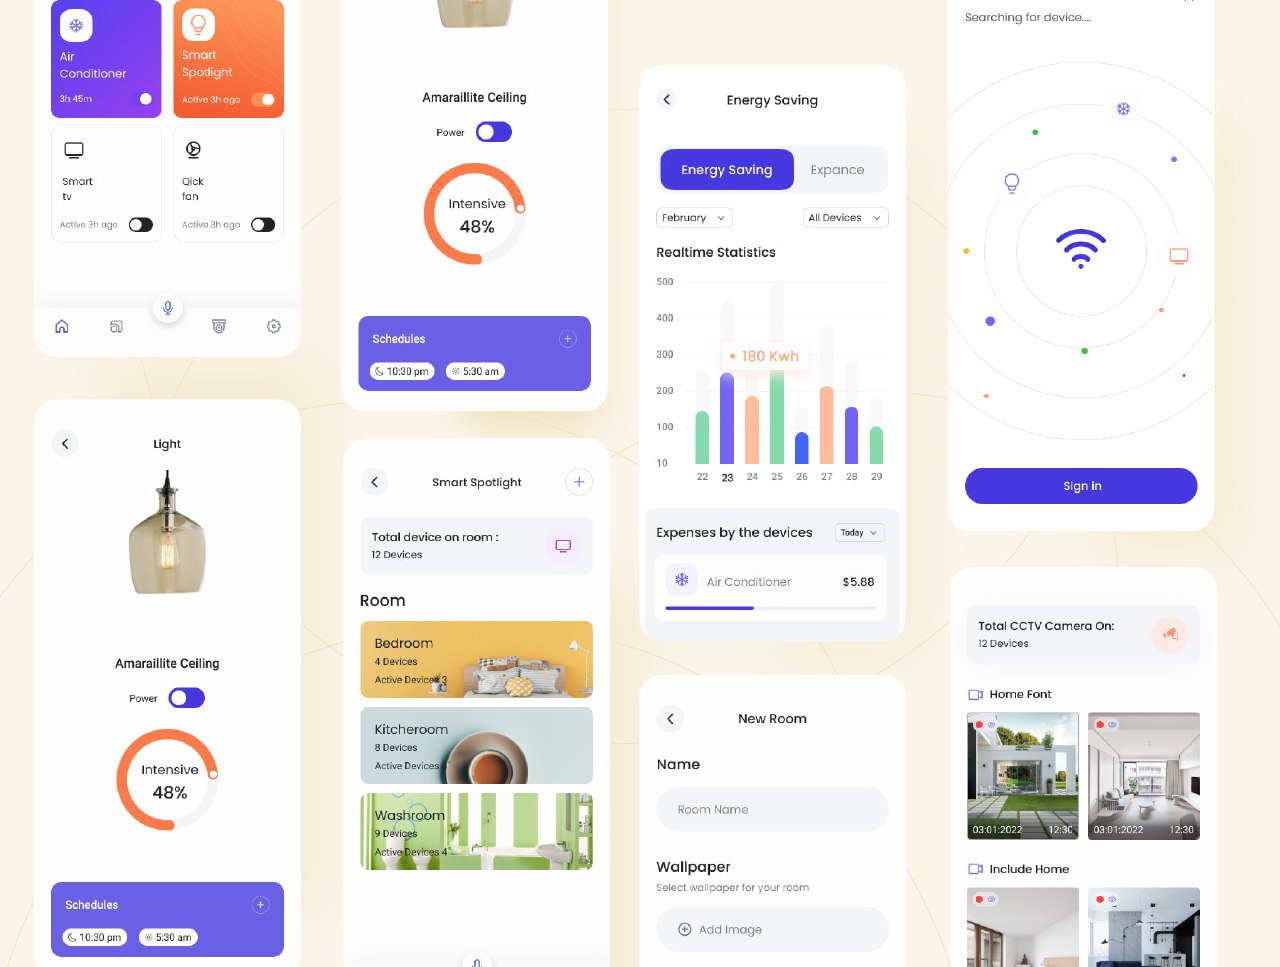 Air
Conditioner
3h 45m
Smart
Spotlight
Active 3h ago
Smart
tv
Active 3h ago
Qick
fan
Active 3h ago
Light
Amaraillite Ceiling
Power
Intensive
48%
Schedules
10:30 pm
5:30 am
Amaraillite Ceiling
Power
Intensive
48%
Schedules
10:30 pm
5:30 am
Smart Spotlight
Total device on room :
12 Devices
Room
Bedroom
4 Devices
Active Devices 3
Kitcheroom
8 Devices
Active Devices
Washroom
9 Devices
Active Devices 4
Energy Saving
Energy Saving
Expance
February
All Devices
Realtime Statistics
500
400
300
200
100
10
180 Kwh
22 23 24 25 26 27 28 29
Expenses by the devices
Today
Air Conditioner
$5.88
New Room
Name
Room Name
Wallpaper
Select wallpaper for your room
Add Image
Searching for device....
Sign in
Total CCTV Camera On:
12 Devices
Home Font
03:01:2022 12:30
03:01:2022 12:30
Include Home